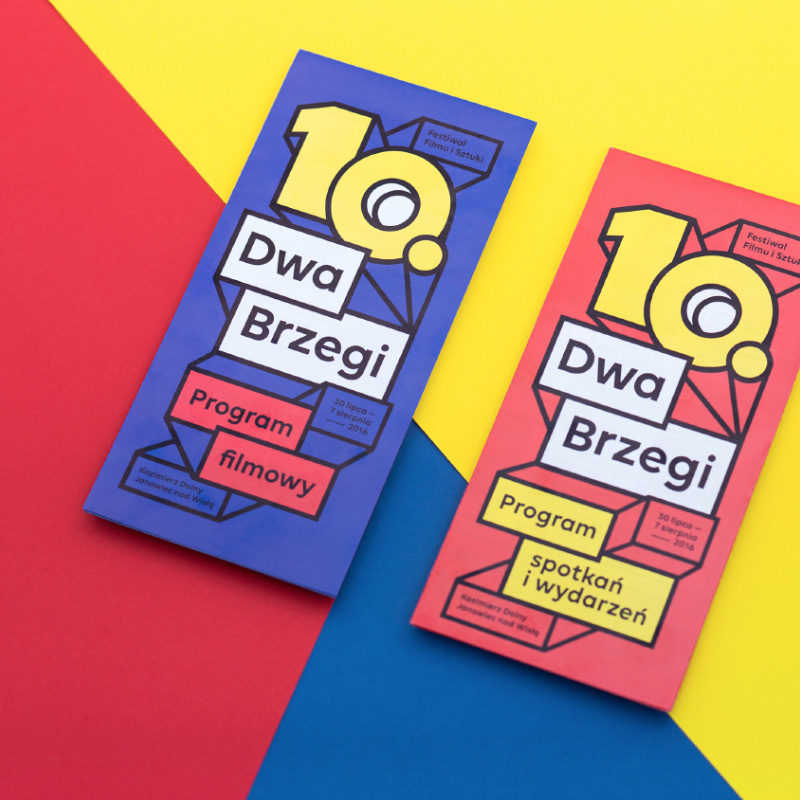 10.
Festiwal
Filmu i Sztuki
Dwa
Brzegi
Program
filmowy
30 lipca –
7 sierpnia
2016
Kazimierz Dolny
Janowiec nad Wisłą
10.
Festiwal
Filmu i Sztuki
Dwa
Brzegi
Program
spotkań
i wydarzeń
30 lipca –
7 sierpnia
2016
Kazimierz Dolny
Janowiec nad Wisłą